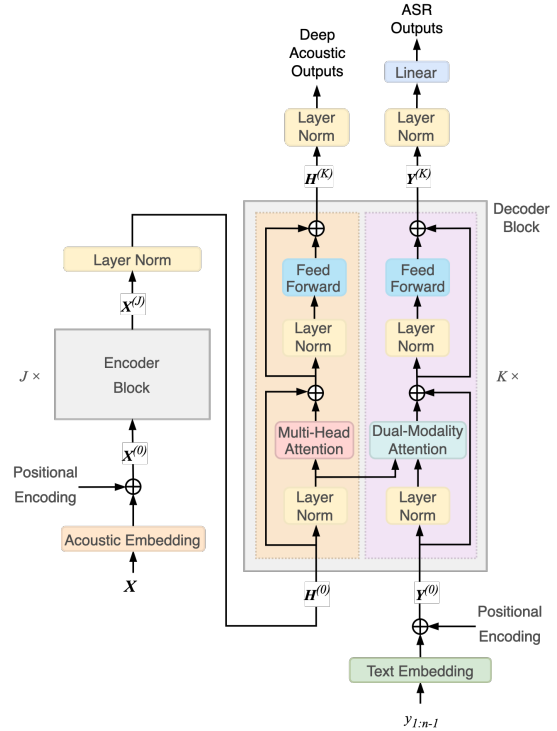 Deep
Acoustic
Outputs
ASR
Outputs
Linear
Layer
Norm
Layer
Norm
H^(K)
Y^(K)
Decoder
Block
Feed
Forward
Feed
Forward
Layer
Norm
Layer
Norm
Multi-Head
Attention
Dual-Modality
Attention
Layer
Norm
Layer
Norm
K ×
H^(0)
Y^(0)
Positional
Encoding
Text Embedding
y_1:n-1
Layer Norm
X^(J)
Encoder
Block
J ×
X^(0)
Positional
Encoding
Acoustic Embedding
X